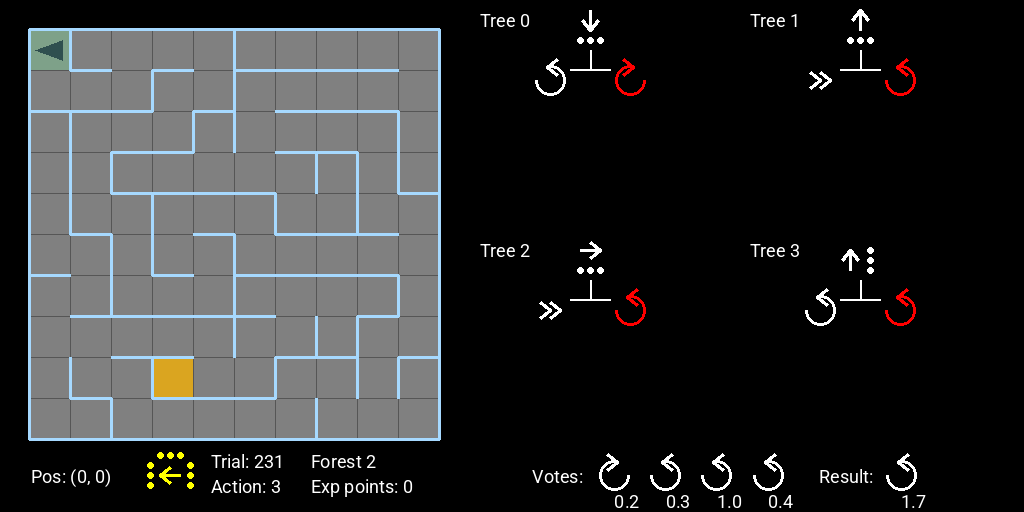 Tree 0
Tree 1
Tree 2
Tree 3
Pos: (0, 0)
Trial: 231
Forest 2
Action: 3
Exp points: 0
Votes:
0.2
0.3
1.0
0.4
Result:
1.7